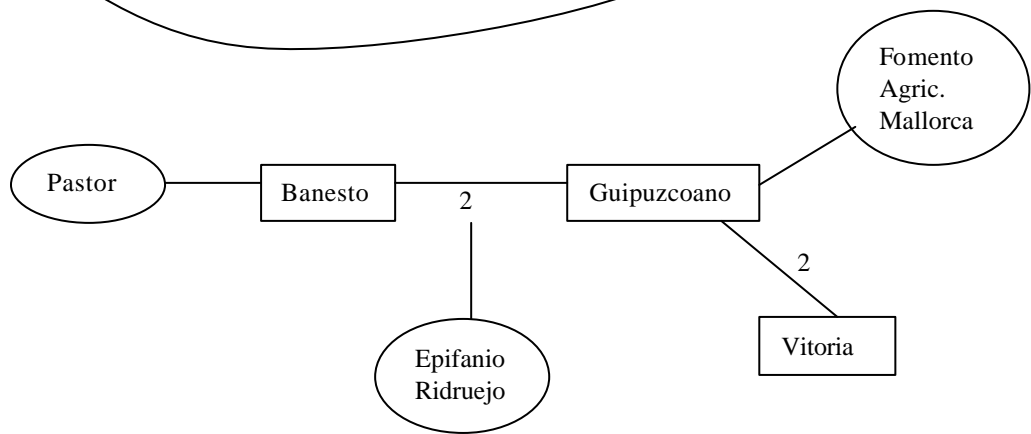 Fomento
Agric.
Mallorca
Pastor
Banesto
2
Guipuzcoano
2
Vitoria
Epifanio
Ridruejo